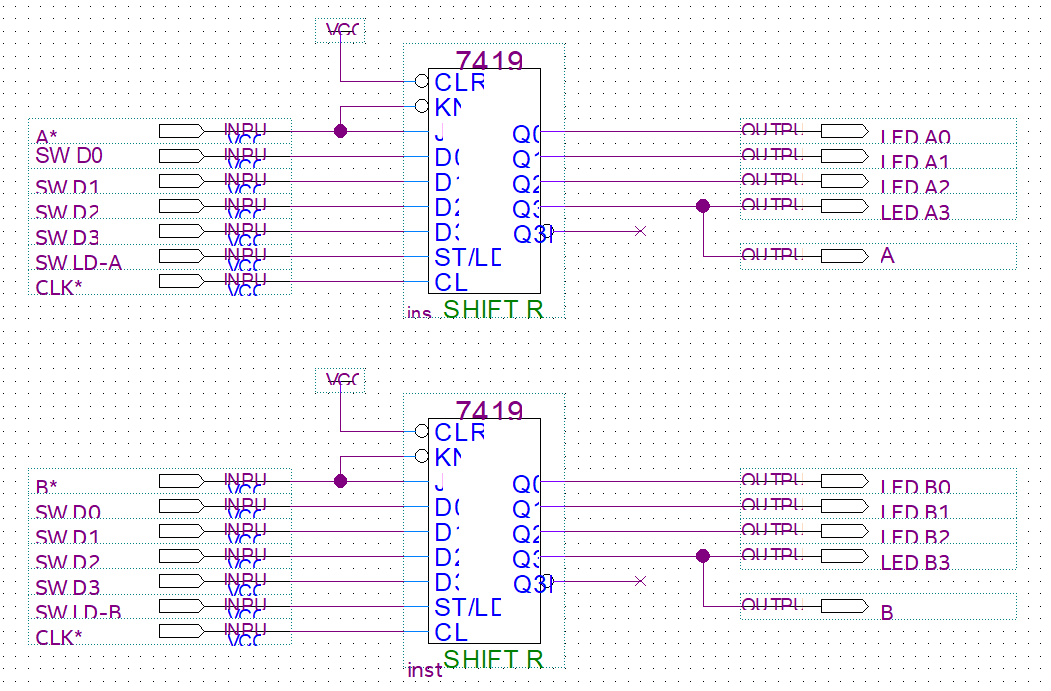 VCC
7419
CLR
KN
J
A* INPU VCC
SW D0 INPU VCC
SW.D1 INPU VCC
SW.D2 INPU VCC
SW.D3 INPU VCC
SW.LD-A INPU VCC
CLK* INPU VCC
D0
D1
D2
D3
ST/LD
CL
Q0 OUTPU LED A0
Q1 OUTPU LED A1
Q2 OUTPU LED A2
Q3 OUTPU LED A3
Q3
OUTPU A
ins SHIFT R
VCC
7419
CLR
KN
J
B* INPU VCC
SW.D0 INPU VCC
SW.D1 INPU VCC
SW.D2 INPU VCC
SW.D3 INPU VCC
SW.LD-B INPU VCC
CLK* INPU VCC
D0
D1
D2
D3
ST/LD
CL
Q0 OUTPU LED B0
Q1 OUTPU LED B1
Q2 OUTPU LED B2
Q3 OUTPU LED B3
Q3
OUTPU B
inst SHIFT R